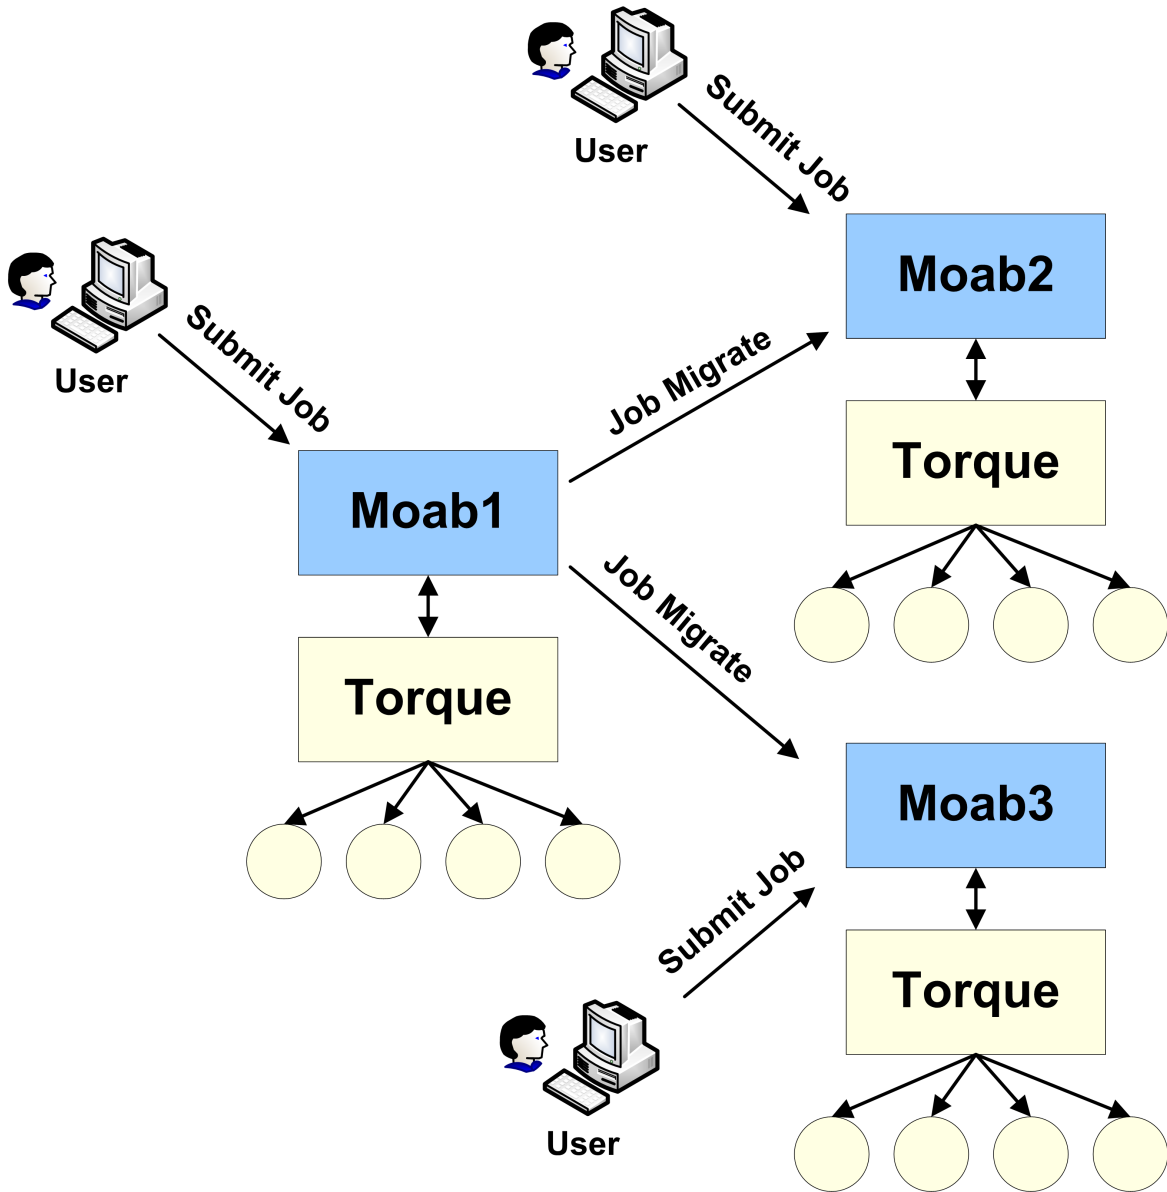 Submit Job
User
Moab2
Submit Job
User
Job Migrate
Torque
Moab1
Job Migrate
Torque
Moab3
Submit Job
Torque
User